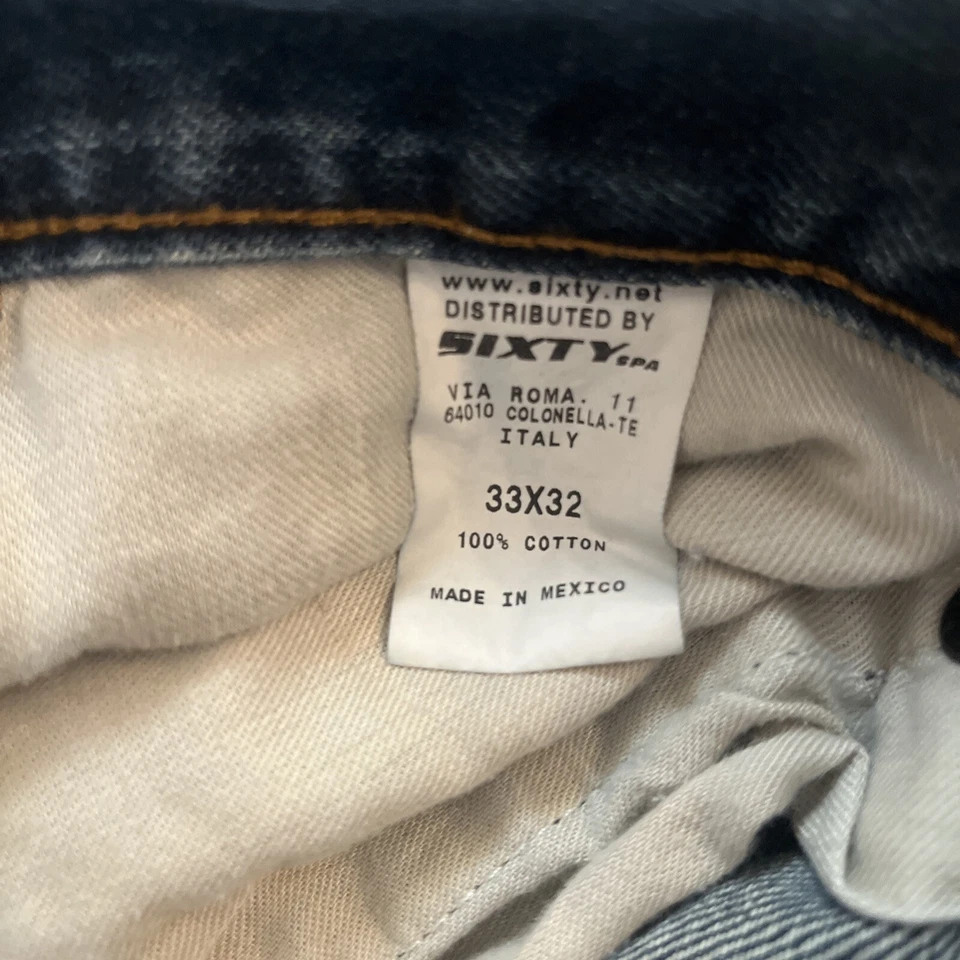 www.sixty.net
DISTRIBUTED BY
SIXTY SPA
VIA ROMA. 11
64010 COLONELLA-TE
ITALY
33X32
100% COTTON
MADE IN MEXICO